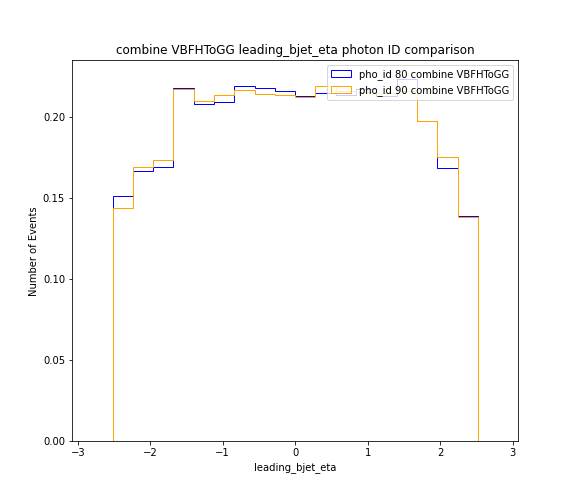 combine VBFHToGG leading_bjet_eta photon ID comparison
pho_id 80 combine VBFHToGG
pho_id 90 combine VBFHToGG
Number of Events
0.20
0.15
0.10
0.05
0.00
−3 −2 −1 0 1 2 3
leading_bjet_eta